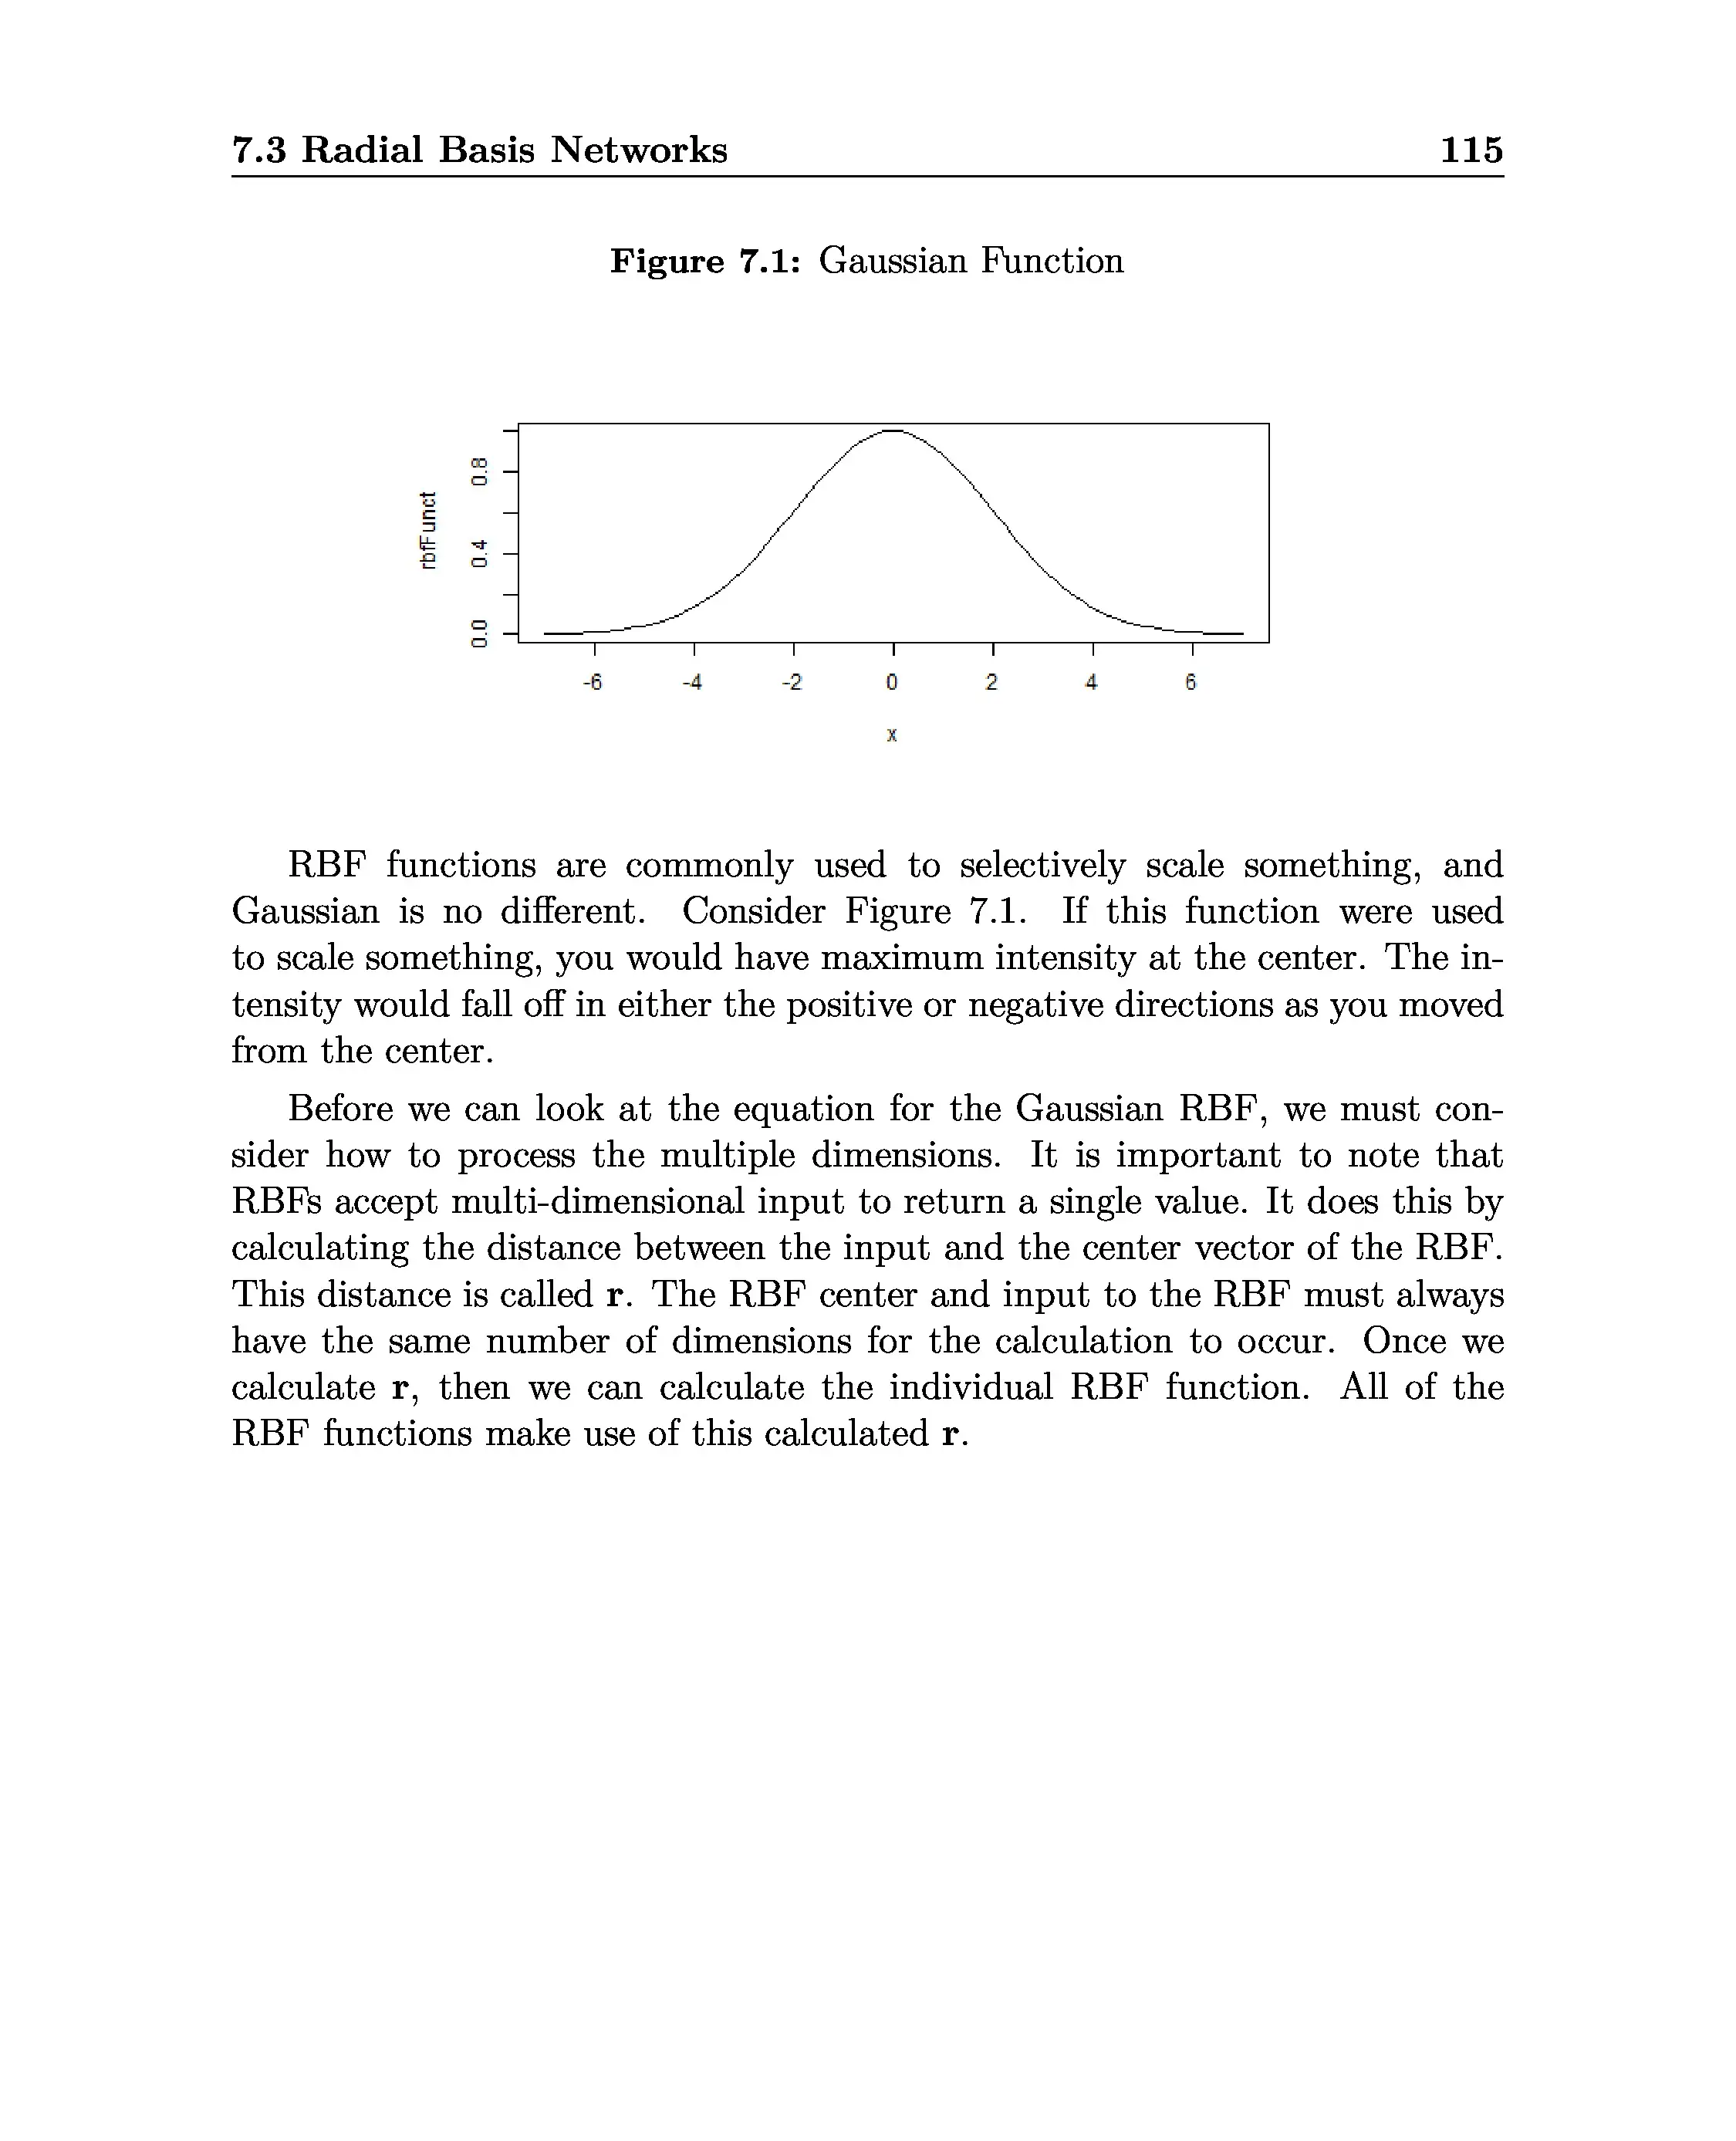 7.3 Radial Basis Networks 115
Figure 7.1: Gaussian Function
rbfFunct
0.8
0.4
0.0
-6 -4 -2 0 2 4 6
x
RBF functions are commonly used to selectively scale something, and
Gaussian is no different. Consider Figure 7.1. If this function were used
to scale something, you would have maximum intensity at the center. The in-
tensity would fall off in either the positive or negative directions as you moved
from the center.
Before we can look at the equation for the Gaussian RBF, we must con-
sider how to process the multiple dimensions. It is important to note that
RBFs accept multi-dimensional input to return a single value. It does this by
calculating the distance between the input and the center vector of the RBF.
This distance is called r. The RBF center and input to the RBF must always
have the same number of dimensions for the calculation to occur. Once we
calculate r, then we can calculate the individual RBF function. All of the
RBF functions make use of this calculated r.